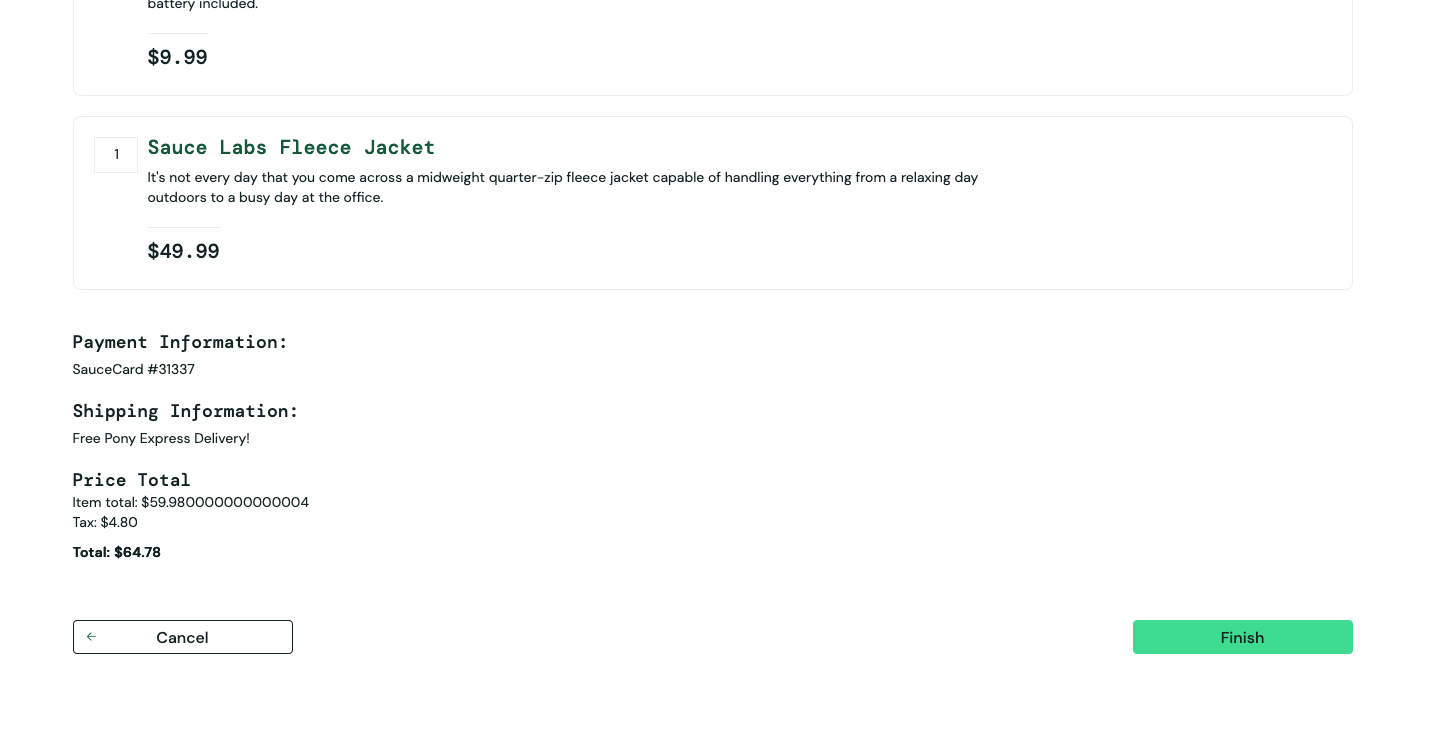 battery included.
$9.99
1
Sauce Labs Fleece Jacket
It's not every day that you come across a midweight quarter-zip fleece jacket capable of handling everything from a relaxing day
outdoors to a busy day at the office.
$49.99
Payment Information:
SauceCard #31337
Shipping Information:
Free Pony Express Delivery!
Price Total
Item total: $59.980000000000004
Tax: $4.80
Total: $64.78
Cancel
Finish